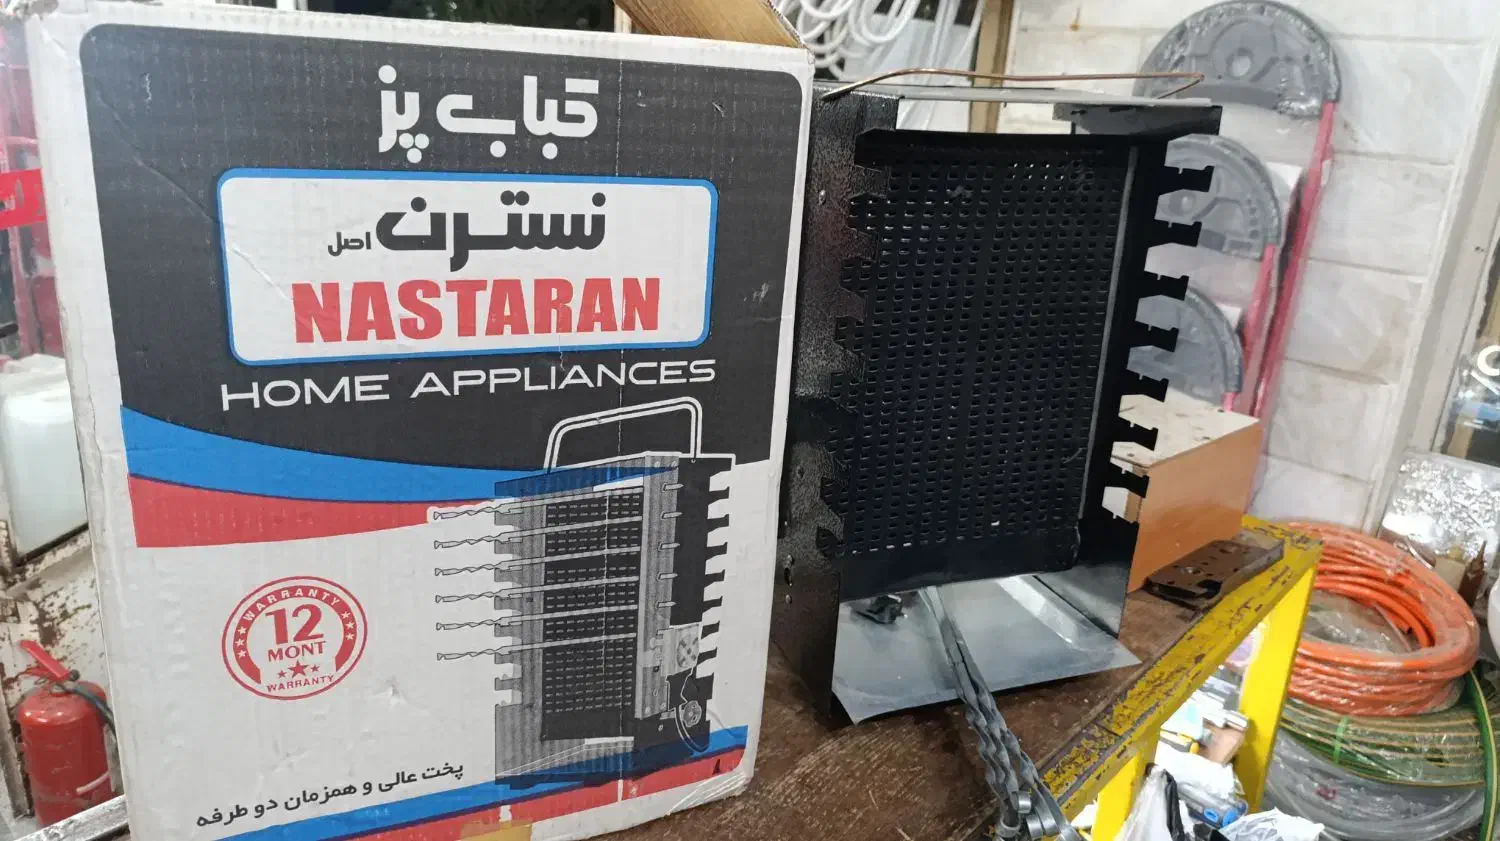 کباب پز
نسترن اصل
NASTARAN
HOME APPLIANCES
WARRANTY
12
MONT
WARRANTY
پخت عالی و همزمان دو طرفه